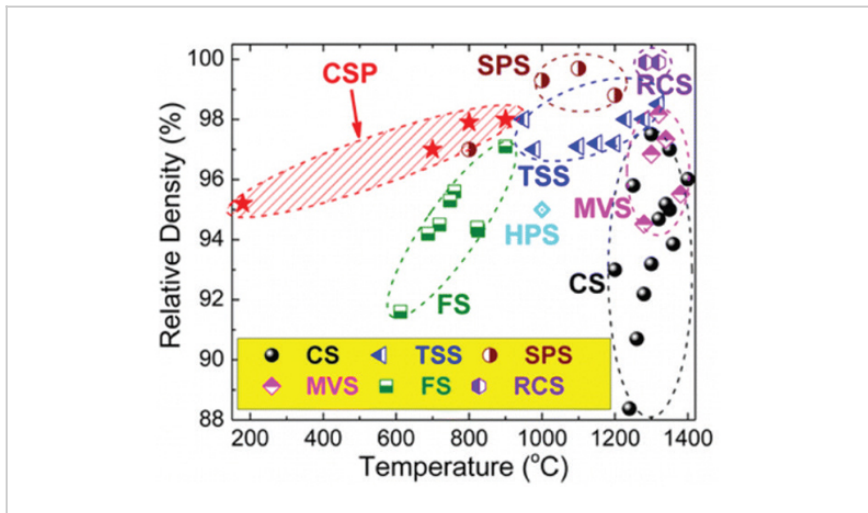 100
98
96
94
92
90
88
Relative Density (%)
CSP
SPS
RCS
TSS
MVS
HPS
CS
FS
CS TSS SPS
MVS FS RCS
200 400 600 800 1000 1200 1400
Temperature (°C)